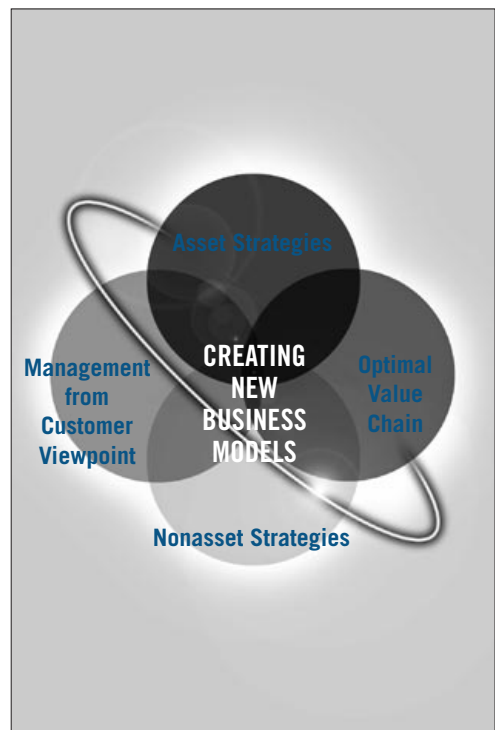 Asset Strategies
Management
from
Customer
Viewpoint
CREATING
NEW
BUSINESS
MODELS
Optimal
Value
Chain
Nonasset Strategies